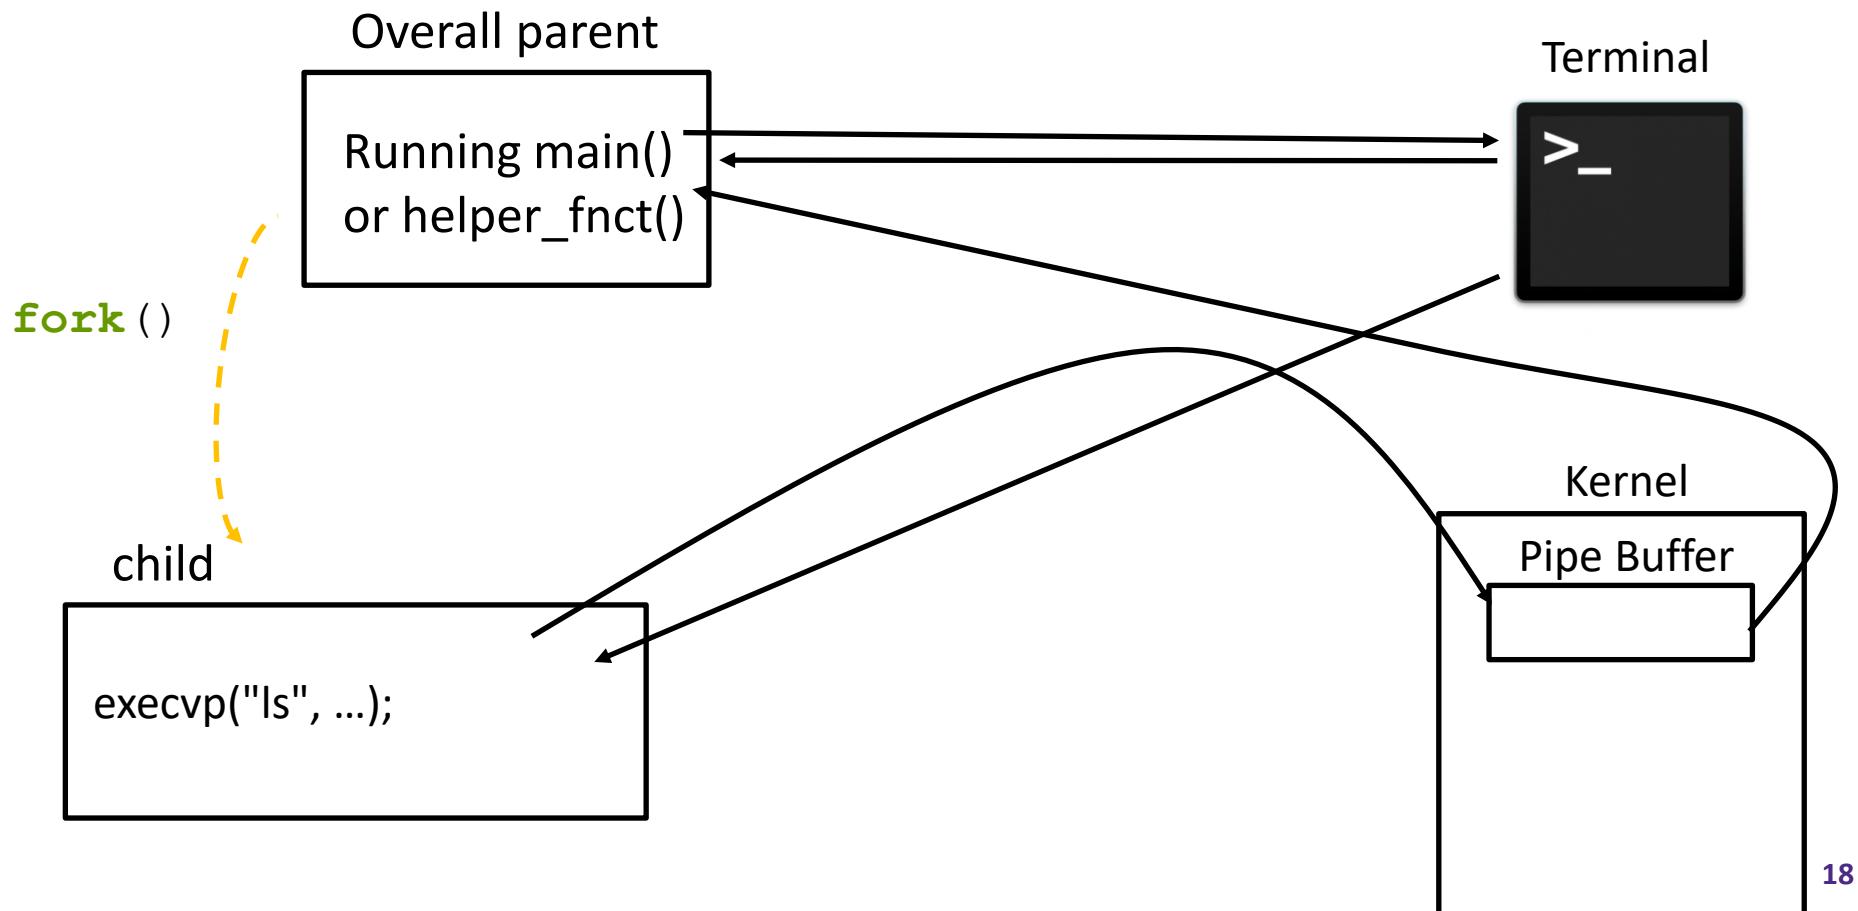 Overall parent
Terminal
Running main()
or helper_fnct()
>_
fork()
Kernel
Pipe Buffer
child
execvp("ls", …);
18